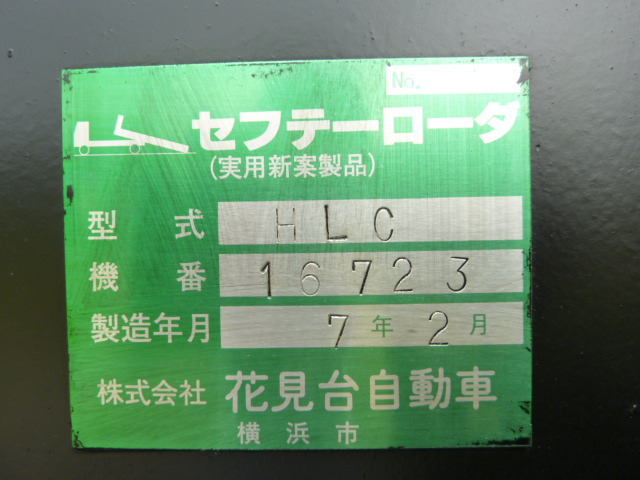 No.
セフテーローダ
(実用新案製品)
型式 HLC
機番 16723
製造年月 7年2月
株式会社 花見台自動車
横浜市